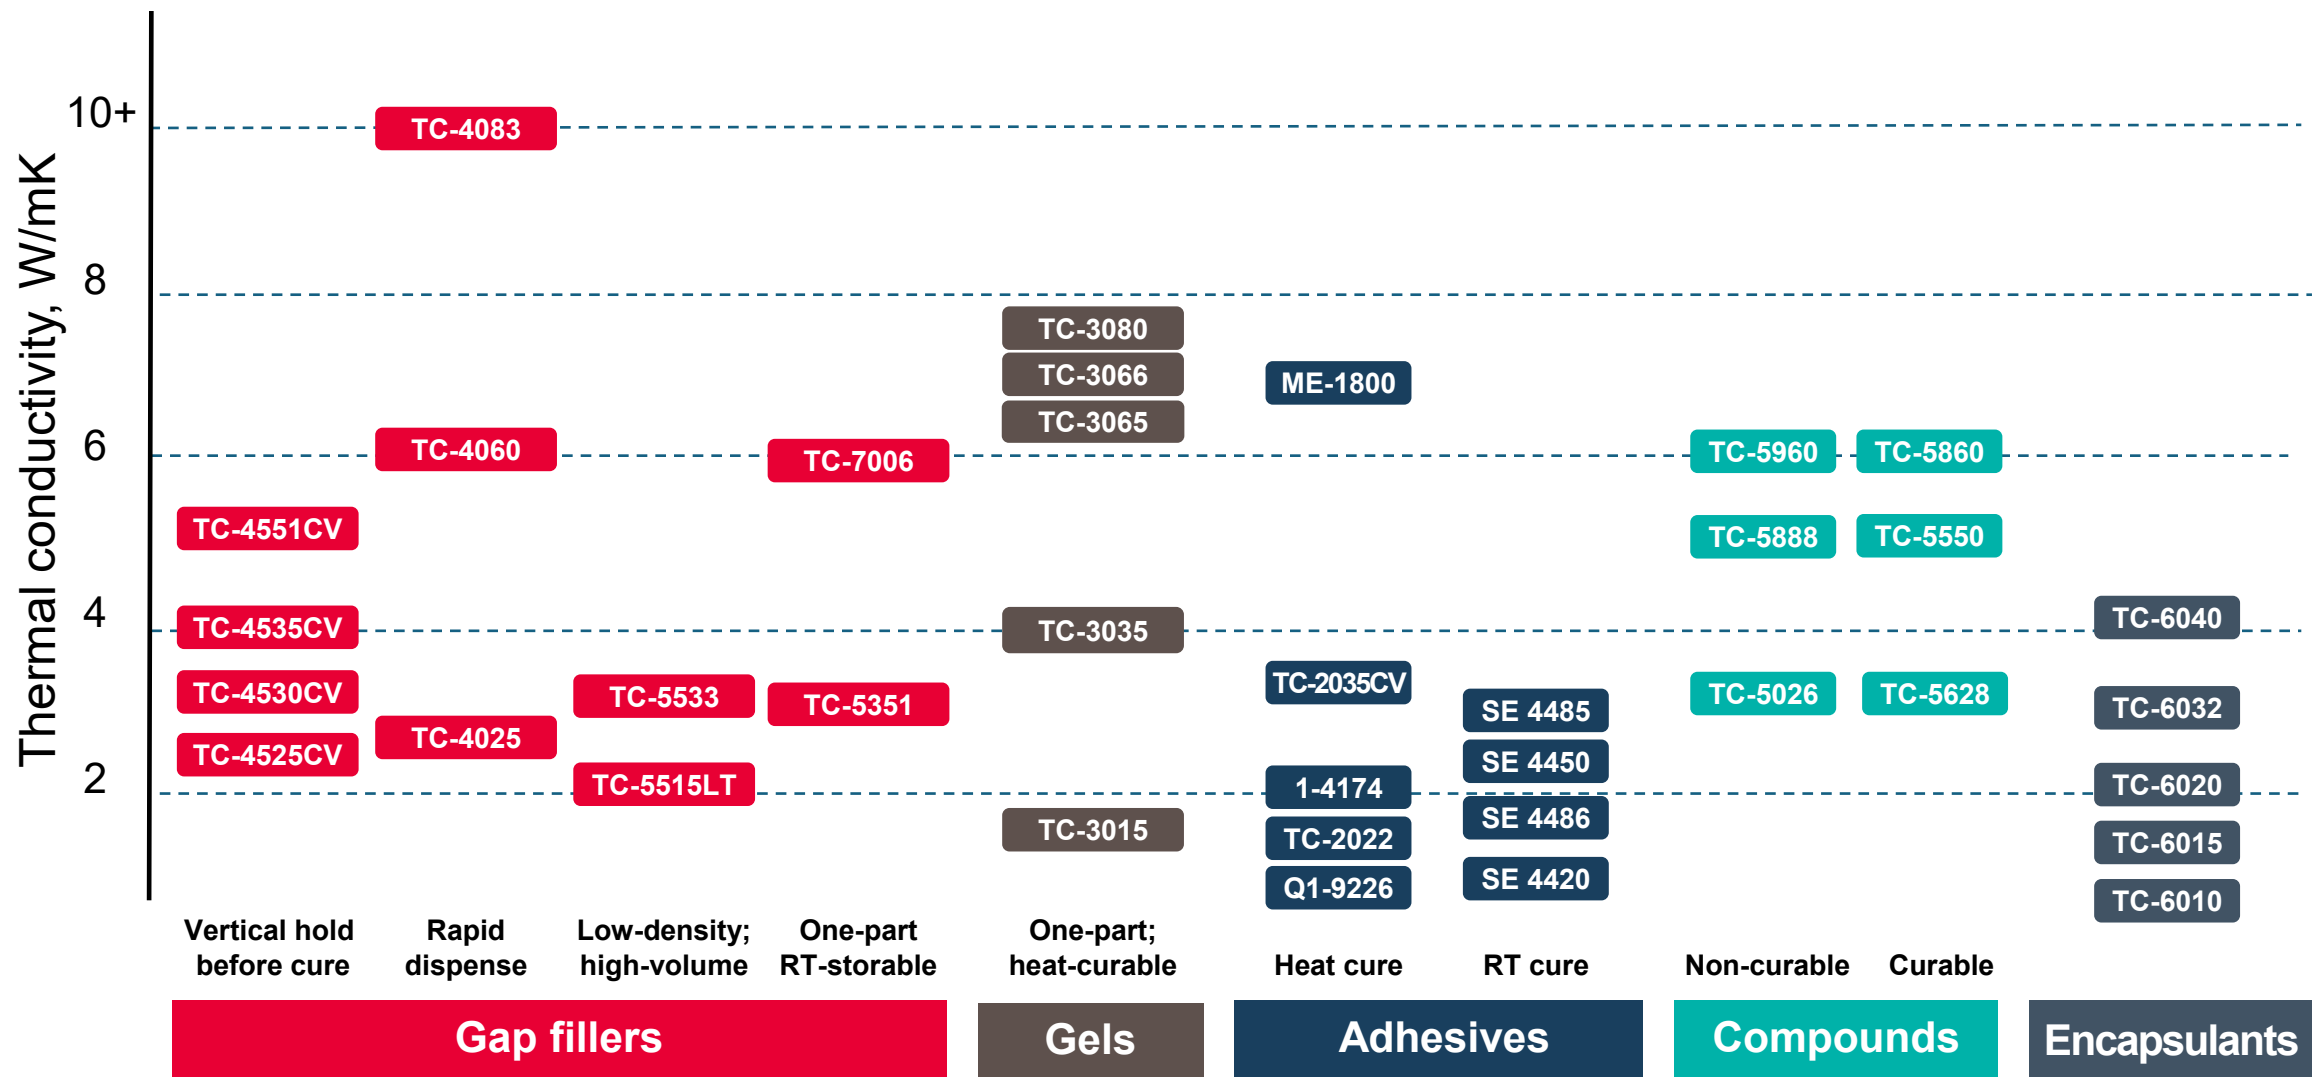 Thermal conductivity, W/mK
10+
8
6
4
2
TC-4083
TC-3080
TC-3066
ME-1800
TC-3065
TC-4060
TC-7006
TC-5960
TC-5860
TC-4551CV
TC-5888
TC-5550
TC-4535CV
TC-3035
TC-6040
TC-4530CV
TC-5533
TC-5351
TC-2035CV
SE 4485
TC-5026
TC-5628
TC-6032
TC-4525CV
TC-4025
SE 4450
TC-5515LT
1-4174
TC-6020
TC-3015
TC-2022
SE 4486
TC-6015
Q1-9226
SE 4420
TC-6010
Vertical hold
before cure
Rapid
dispense
Low-density;
high-volume
One-part
RT-storable
One-part;
heat-curable
Heat cure
RT cure
Non-curable
Curable
Gap fillers
Gels
Adhesives
Compounds
Encapsulants